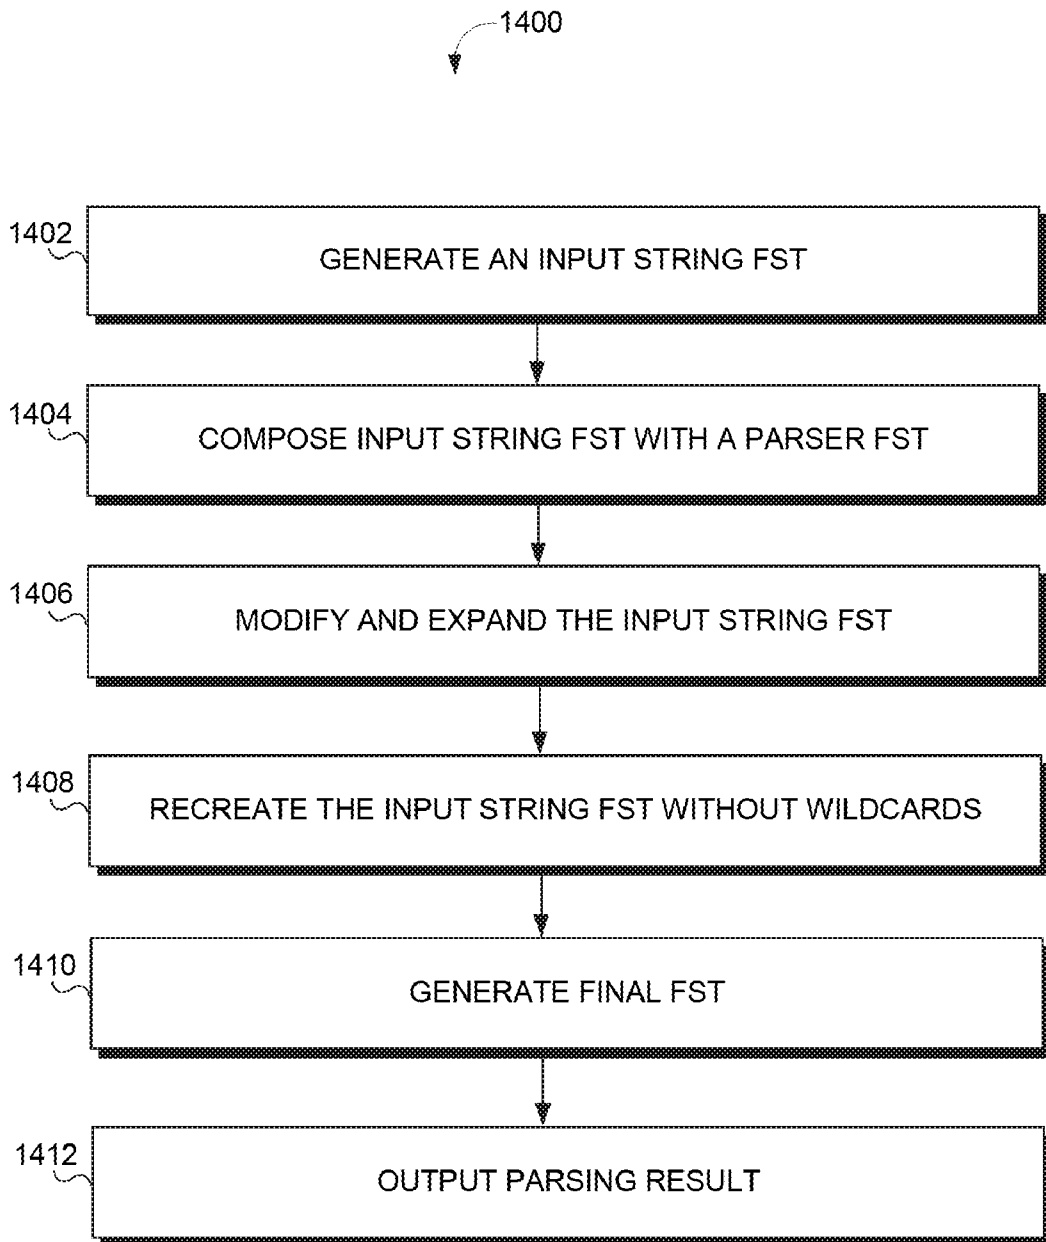 1400
1402
GENERATE AN INPUT STRING FST
1404
COMPOSE INPUT STRING FST WITH A PARSER FST
1406
MODIFY AND EXPAND THE INPUT STRING FST
1408
RECREATE THE INPUT STRING FST WITHOUT WILDCARDS
1410
GENERATE FINAL FST
1412
OUTPUT PARSING RESULT